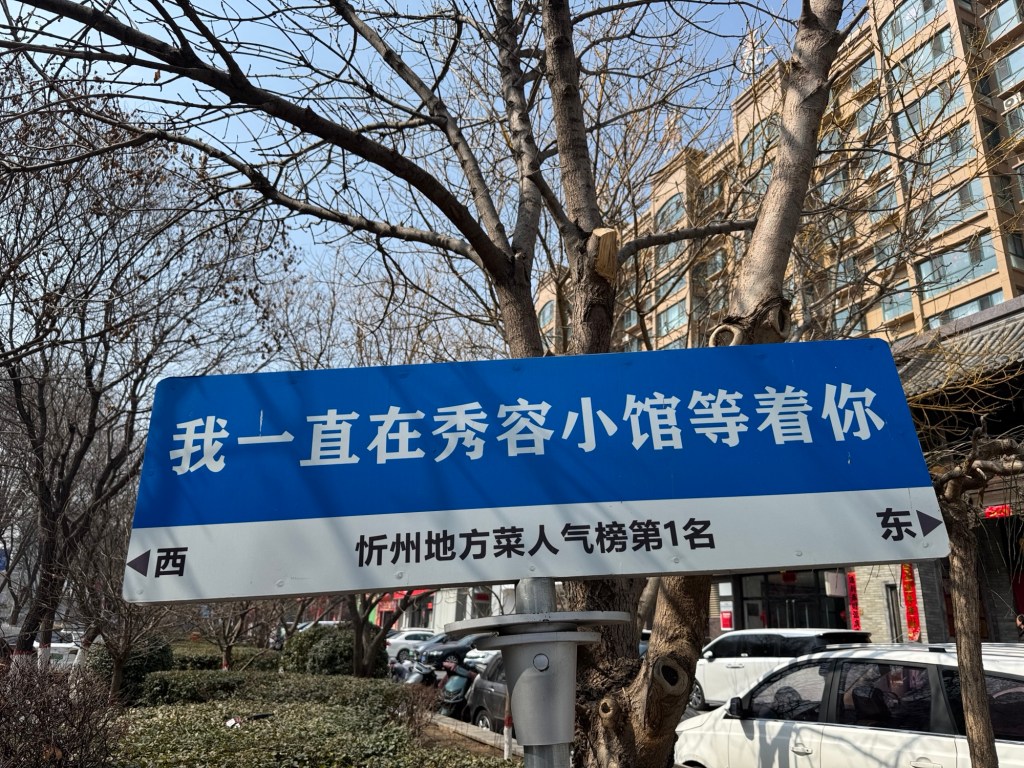 我一直在秀容小馆等着你
西
忻州地方菜人气榜第1名
东